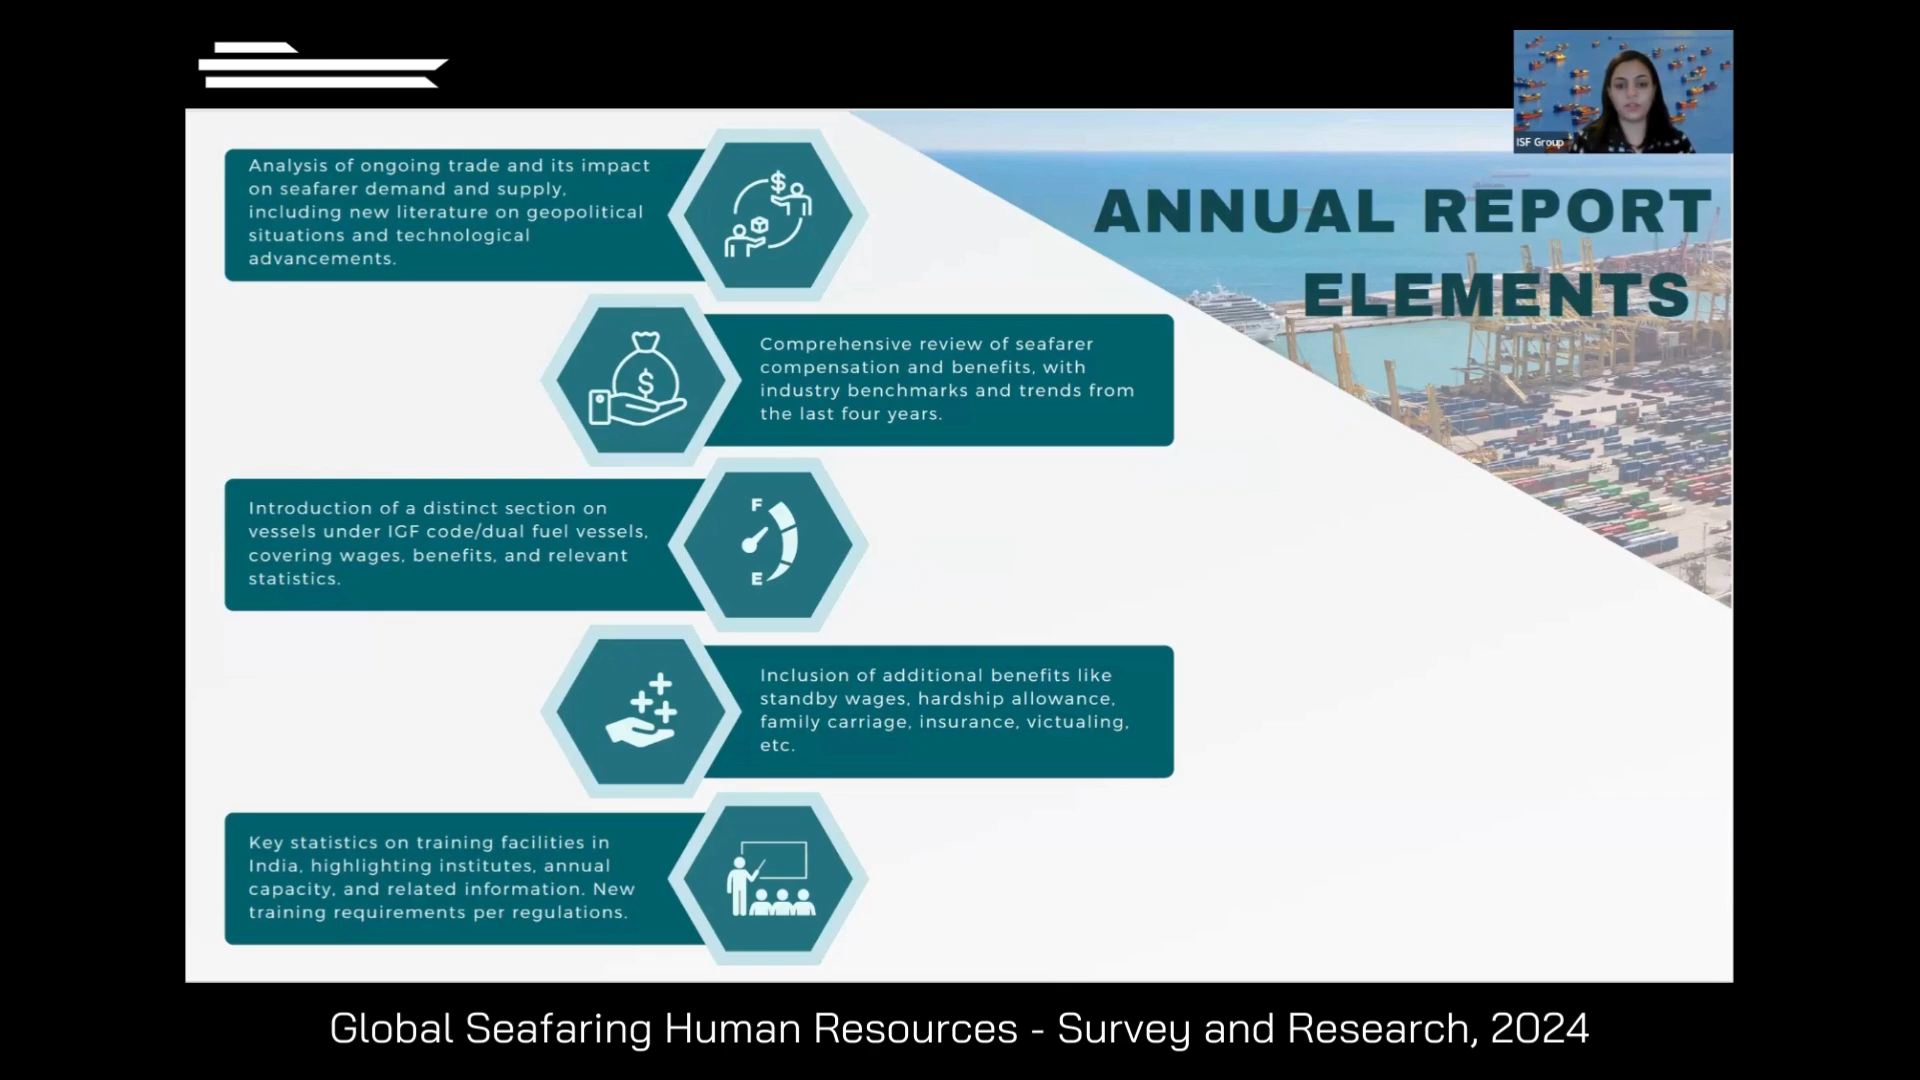 ISF Group
ANNUAL REPORT
ELEMENTS
Analysis of ongoing trade and its impact
on seafarer demand and supply,
including new literature on geopolitical
situations and technological
advancements.
$
Comprehensive review of seafarer
compensation and benefits, with
industry benchmarks and trends from
the last four years.
$
Introduction of a distinct section on
vessels under IGF code/dual fuel vessels,
covering wages, benefits, and relevant
statistics.
F
E
Inclusion of additional benefits like
standby wages, hardship allowance,
family carriage, insurance, victualing,
etc.
Key statistics on training facilities in
India, highlighting institutes, annual
capacity, and related information. New
training requirements per regulations.
Global Seafaring Human Resources - Survey and Research, 2024